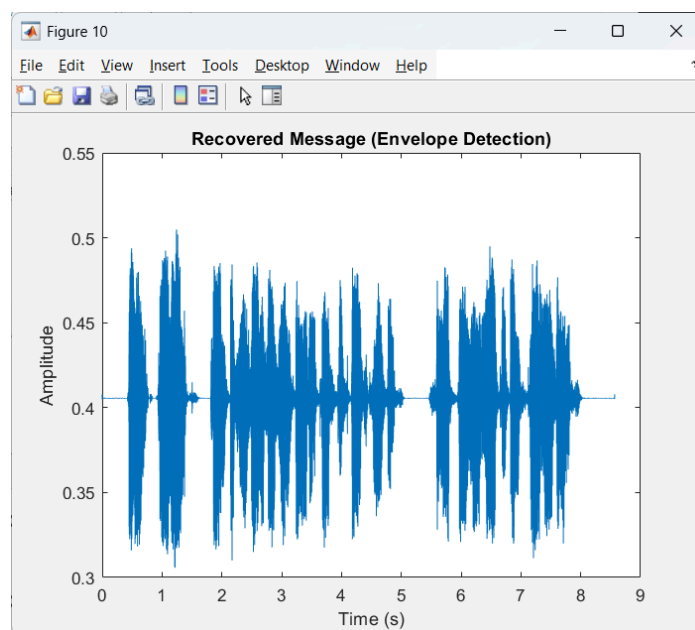 Figure 10
File Edit View Insert Tools Desktop Window Help
Recovered Message (Envelope Detection)
0.55
0.5
0.45
0.4
0.35
0.3
Amplitude
0 1 2 3 4 5 6 7 8 9
Time (s)